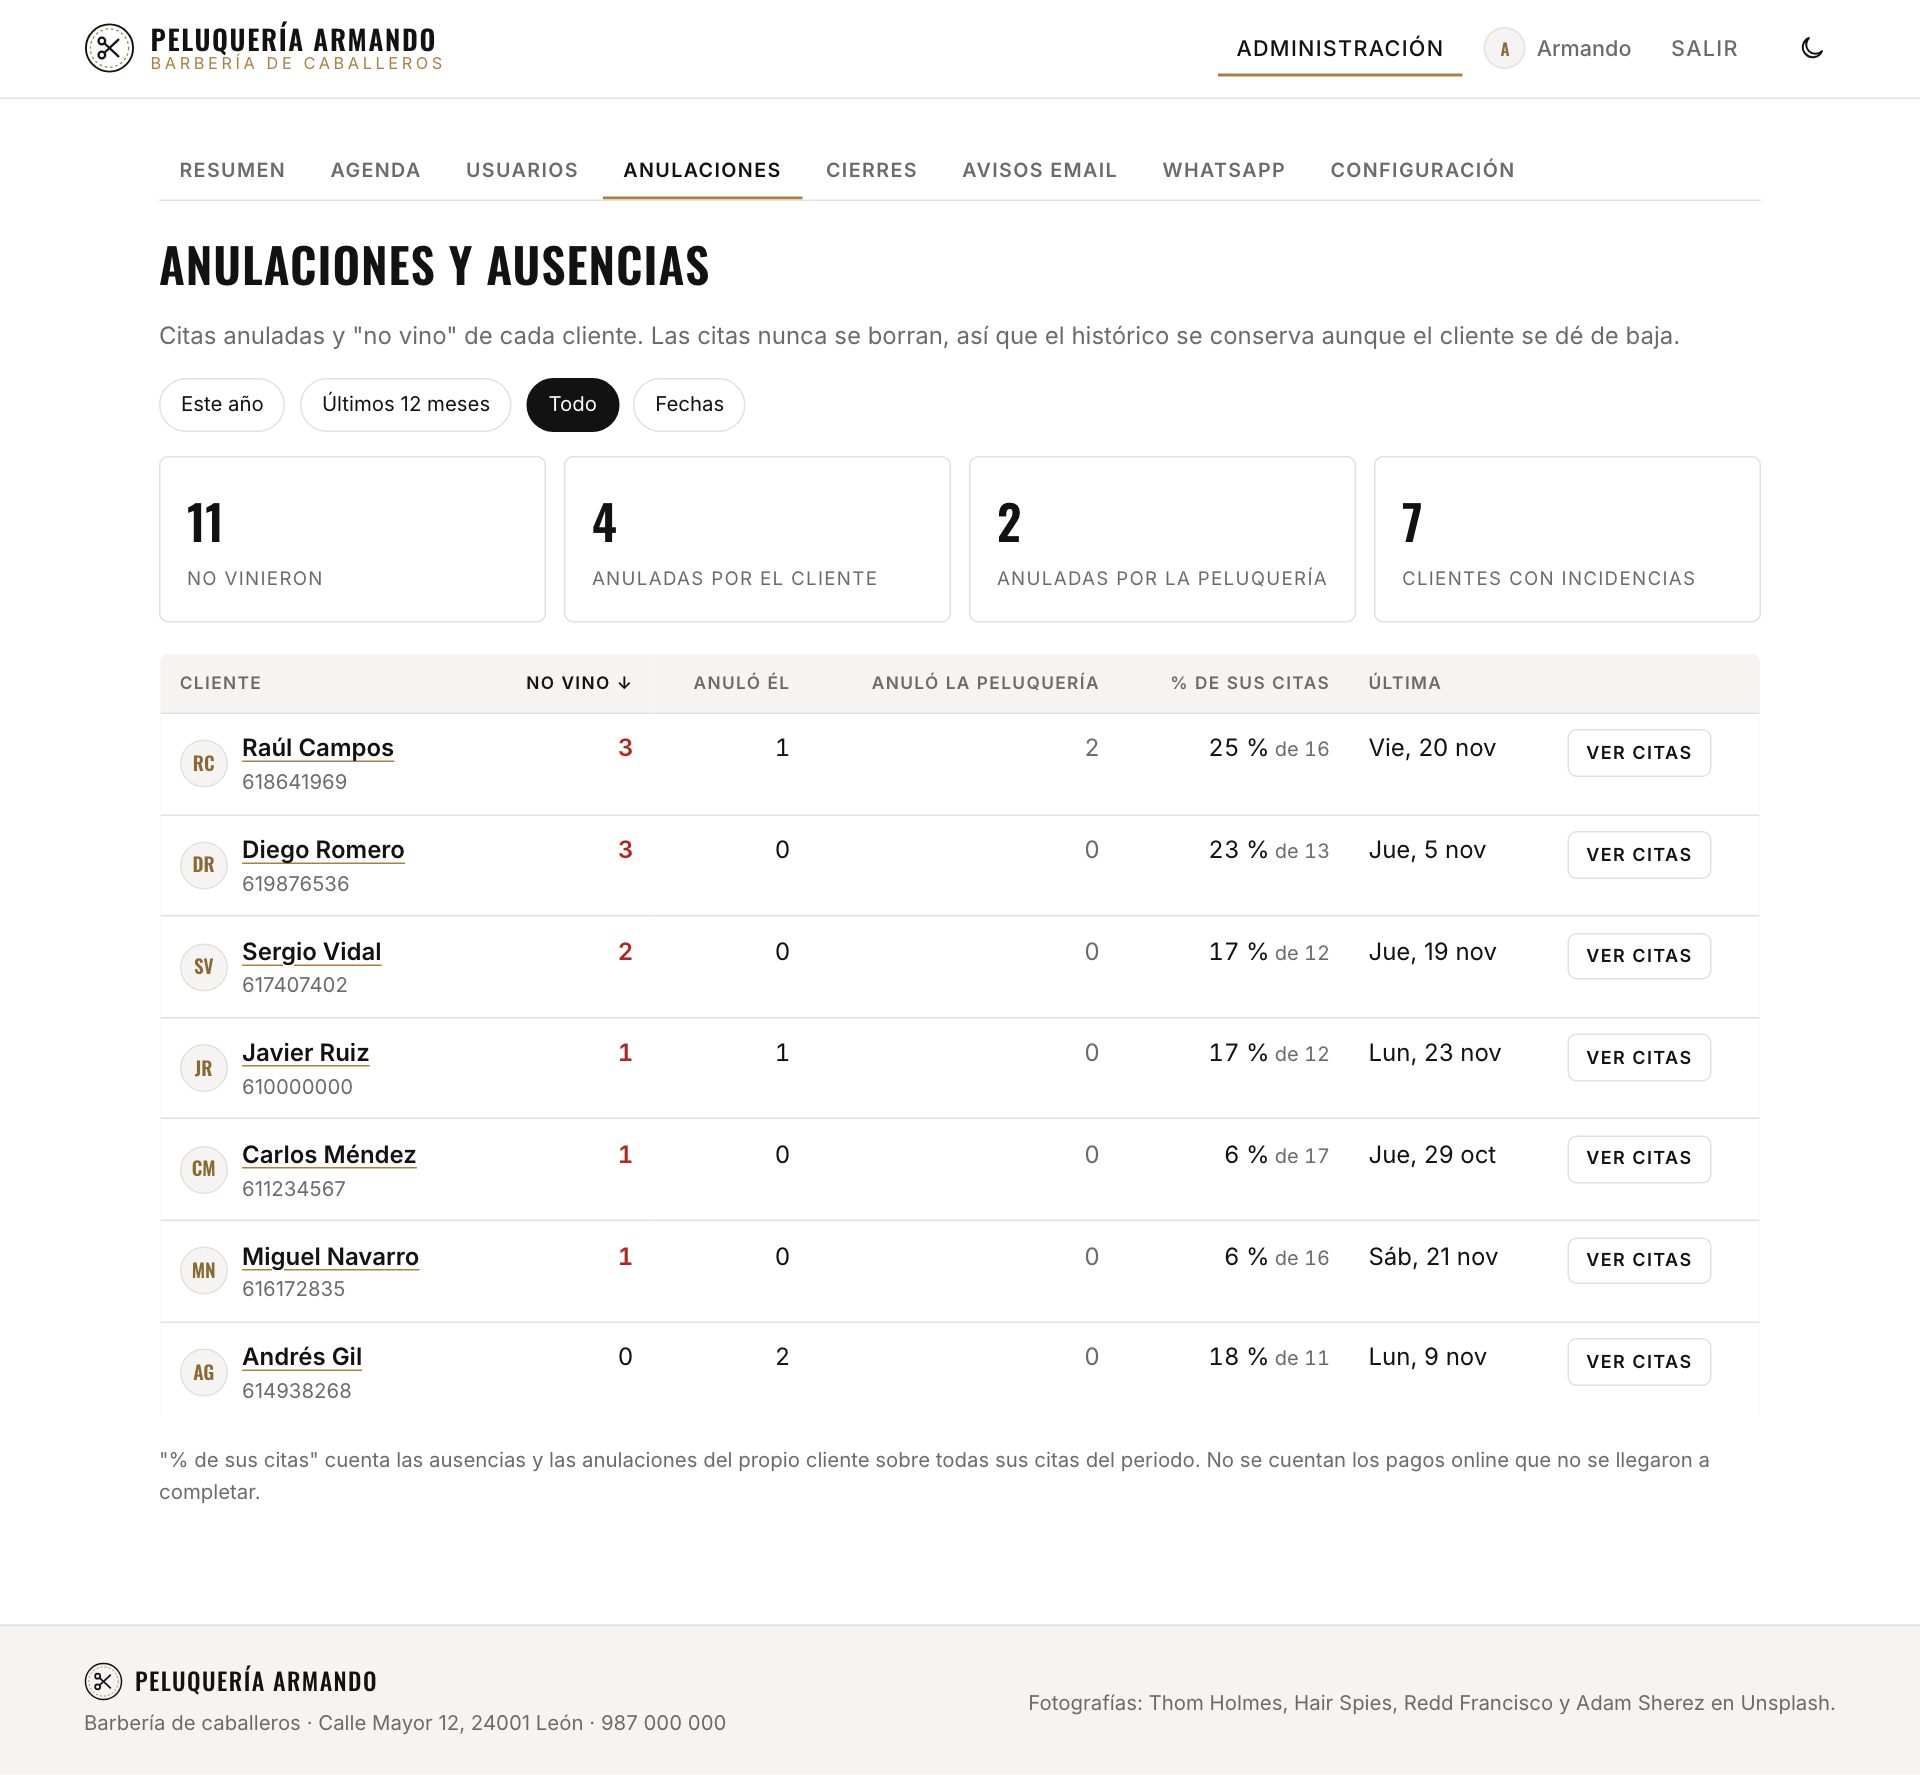 PELUQUERÍA ARMANDO
BARBERÍA DE CABALLEROS
ADMINISTRACIÓN A Armando SALIR
RESUMEN AGENDA USUARIOS ANULACIONES CIERRES AVISOS EMAIL WHATSAPP CONFIGURACIÓN
ANULACIONES Y AUSENCIAS
Citas anuladas y "no vino" de cada cliente. Las citas nunca se borran, así que el histórico se conserva aunque el cliente se dé de baja.
Este año Últimos 12 meses Todo Fechas
11
NO VINIERON
4
ANULADAS POR EL CLIENTE
2
ANULADAS POR LA PELUQUERÍA
7
CLIENTES CON INCIDENCIAS
CLIENTE NO VINO ↓ ANULÓ ÉL ANULÓ LA PELUQUERÍA % DE SUS CITAS ÚLTIMA
RC Raúl Campos 3 1 2 25 % de 16 Vie, 20 nov VER CITAS
618641969
DR Diego Romero 3 0 0 23 % de 13 Jue, 5 nov VER CITAS
619876536
SV Sergio Vidal 2 0 0 17 % de 12 Jue, 19 nov VER CITAS
617407402
JR Javier Ruiz 1 1 0 17 % de 12 Lun, 23 nov VER CITAS
610000000
CM Carlos Méndez 1 0 0 6 % de 17 Jue, 29 oct VER CITAS
611234567
MN Miguel Navarro 1 0 0 6 % de 16 Sáb, 21 nov VER CITAS
616172835
AG Andrés Gil 0 2 0 18 % de 11 Lun, 9 nov VER CITAS
614938268
"% de sus citas" cuenta las ausencias y las anulaciones del propio cliente sobre todas sus citas del periodo. No se cuentan los pagos online que no se llegaron a
completar.
PELUQUERÍA ARMANDO
Barbería de caballeros · Calle Mayor 12, 24001 León · 987 000 000
Fotografías: Thom Holmes, Hair Spies, Redd Francisco y Adam Sherez en Unsplash.